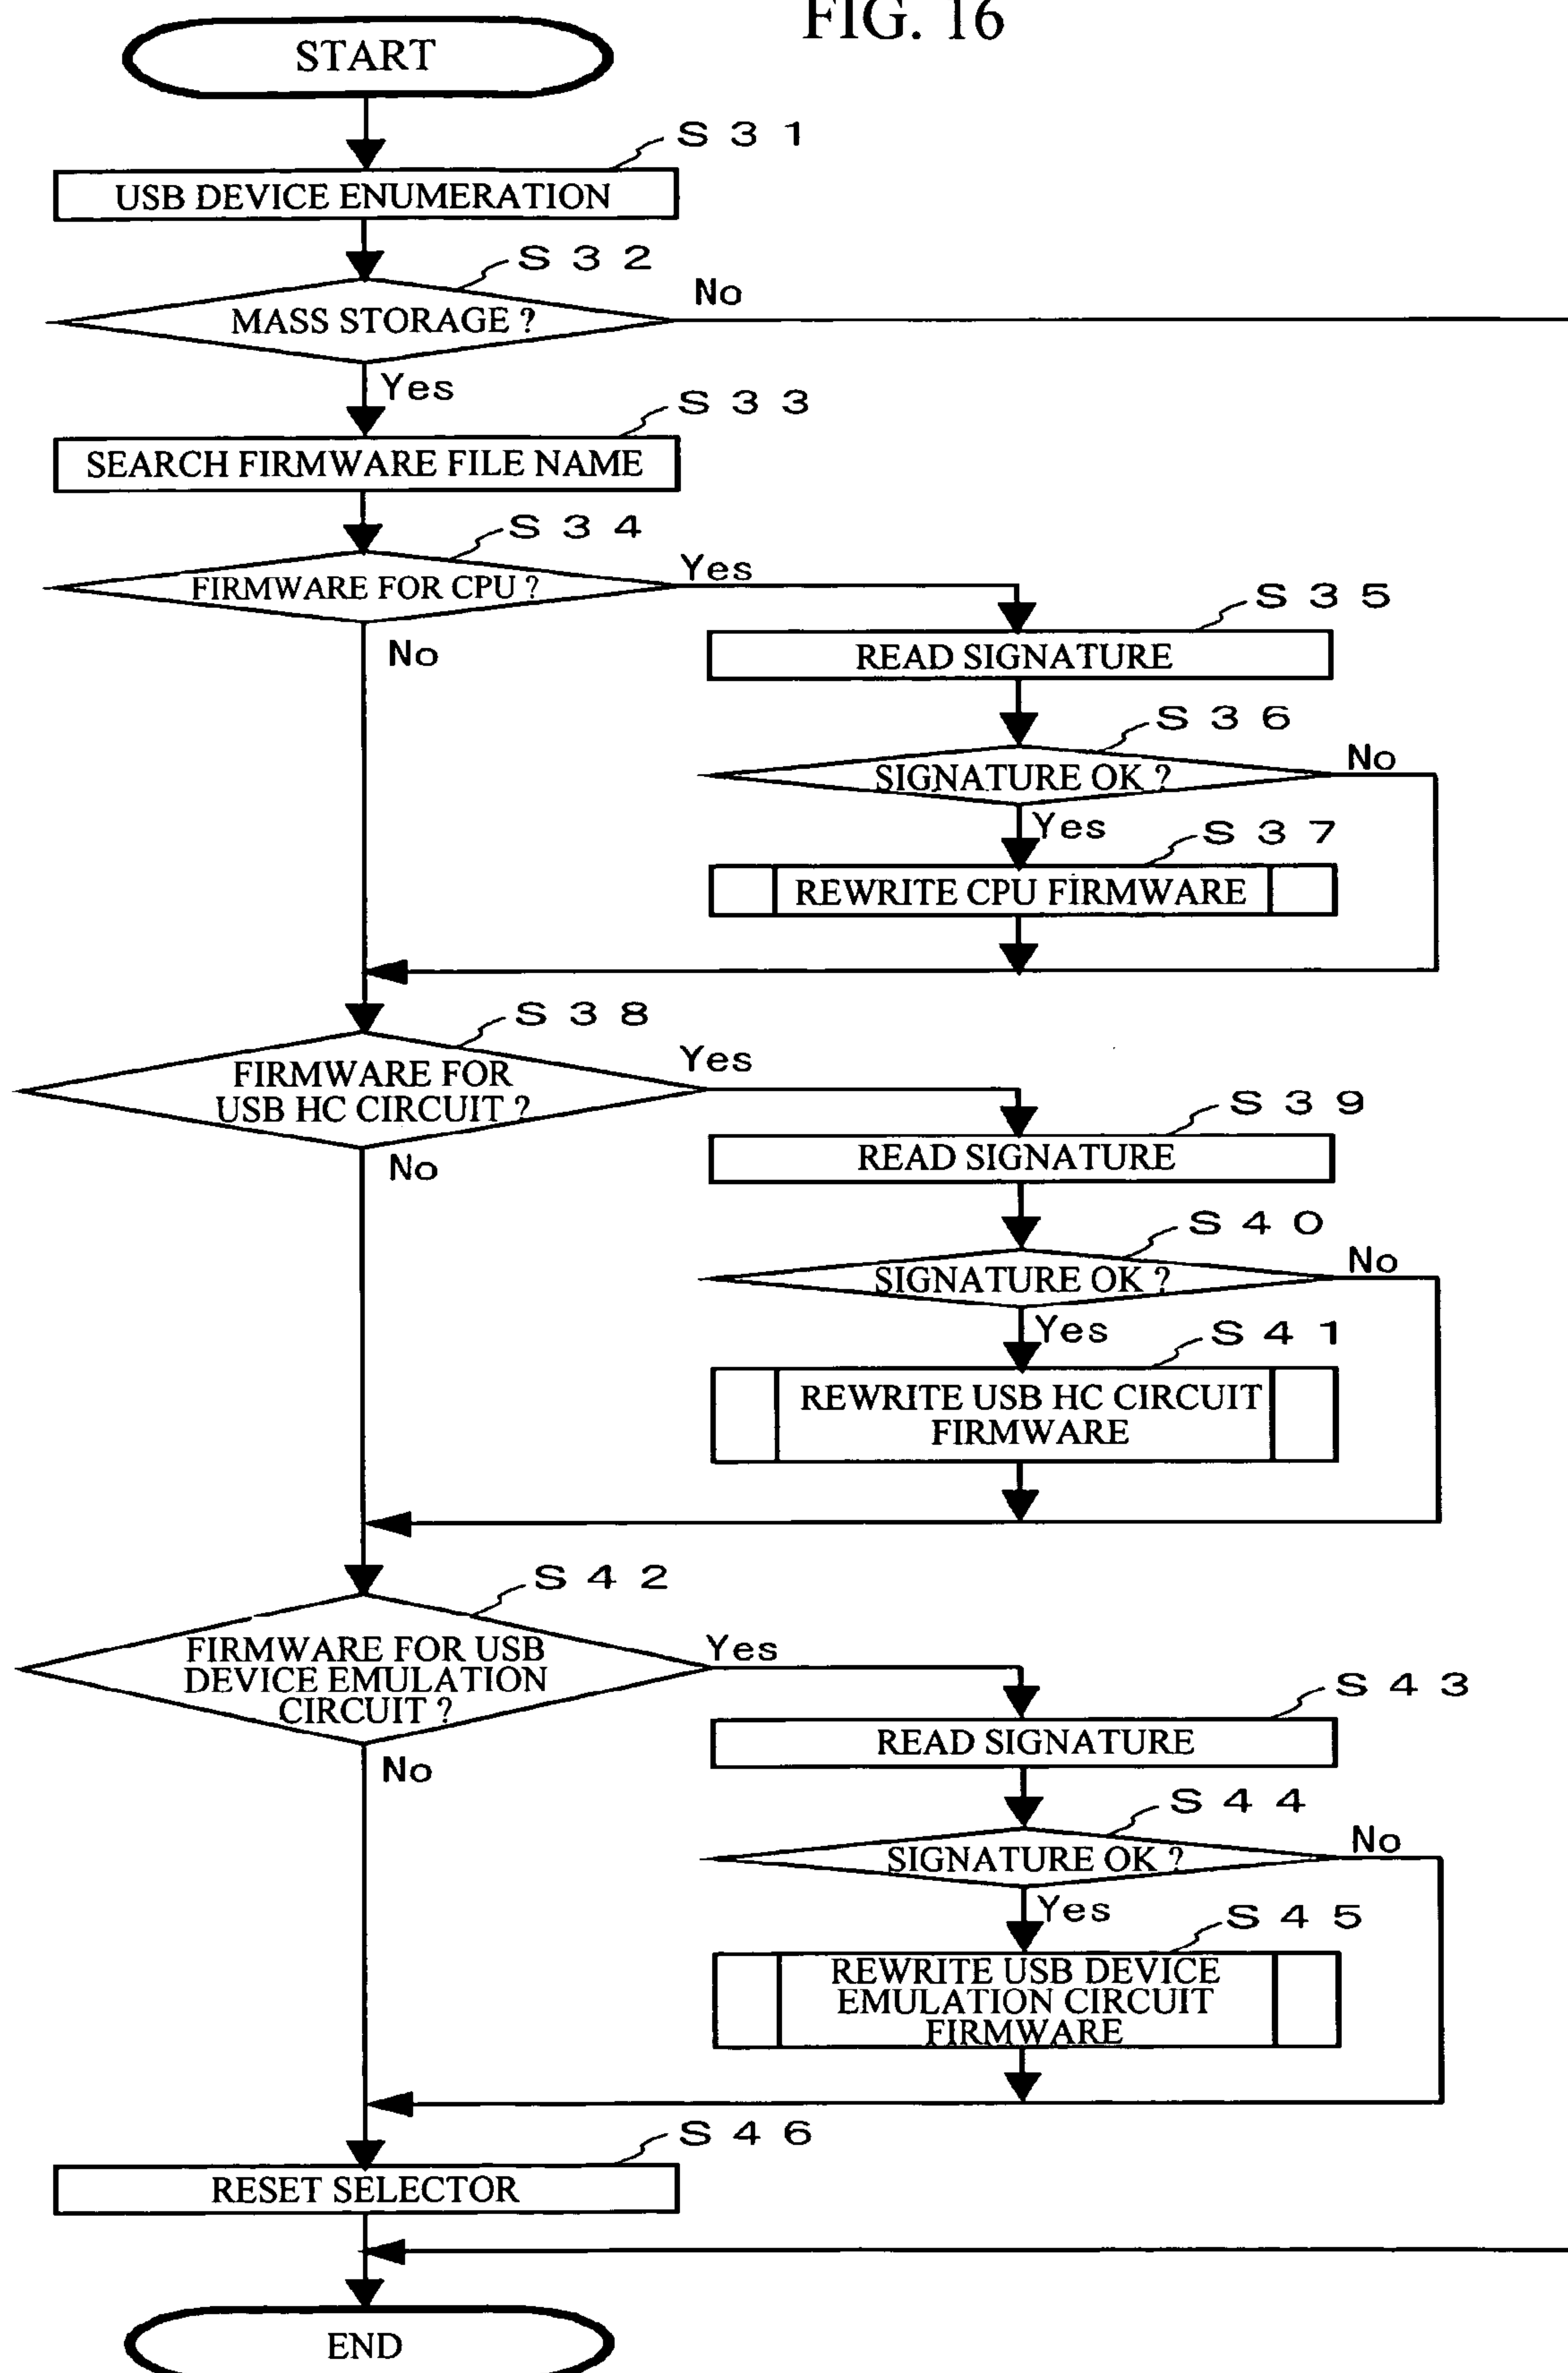 FIG. 16
START
S31
USB DEVICE ENUMERATION
S32
MASS STORAGE ?
No
Yes
S33
SEARCH FIRMWARE FILE NAME
S34
FIRMWARE FOR CPU ?
Yes
No
S35
READ SIGNATURE
S36
SIGNATURE OK ?
No
Yes
S37
REWRITE CPU FIRMWARE
S38
FIRMWARE FOR
USB HC CIRCUIT ?
Yes
No
S39
READ SIGNATURE
S40
SIGNATURE OK ?
No
Yes
S41
REWRITE USB HC CIRCUIT
FIRMWARE
S42
FIRMWARE FOR USB
DEVICE EMULATION
CIRCUIT ?
Yes
No
S43
READ SIGNATURE
S44
SIGNATURE OK ?
No
Yes
S45
REWRITE USB DEVICE
EMULATION CIRCUIT
FIRMWARE
S46
RESET SELECTOR
END